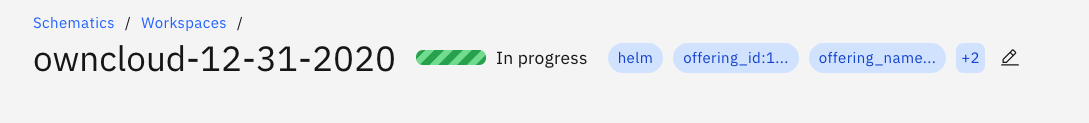 Schematics / Workspaces /
owncloud-12-31-2020 In progress helm offering_id:1... offering_name... +2